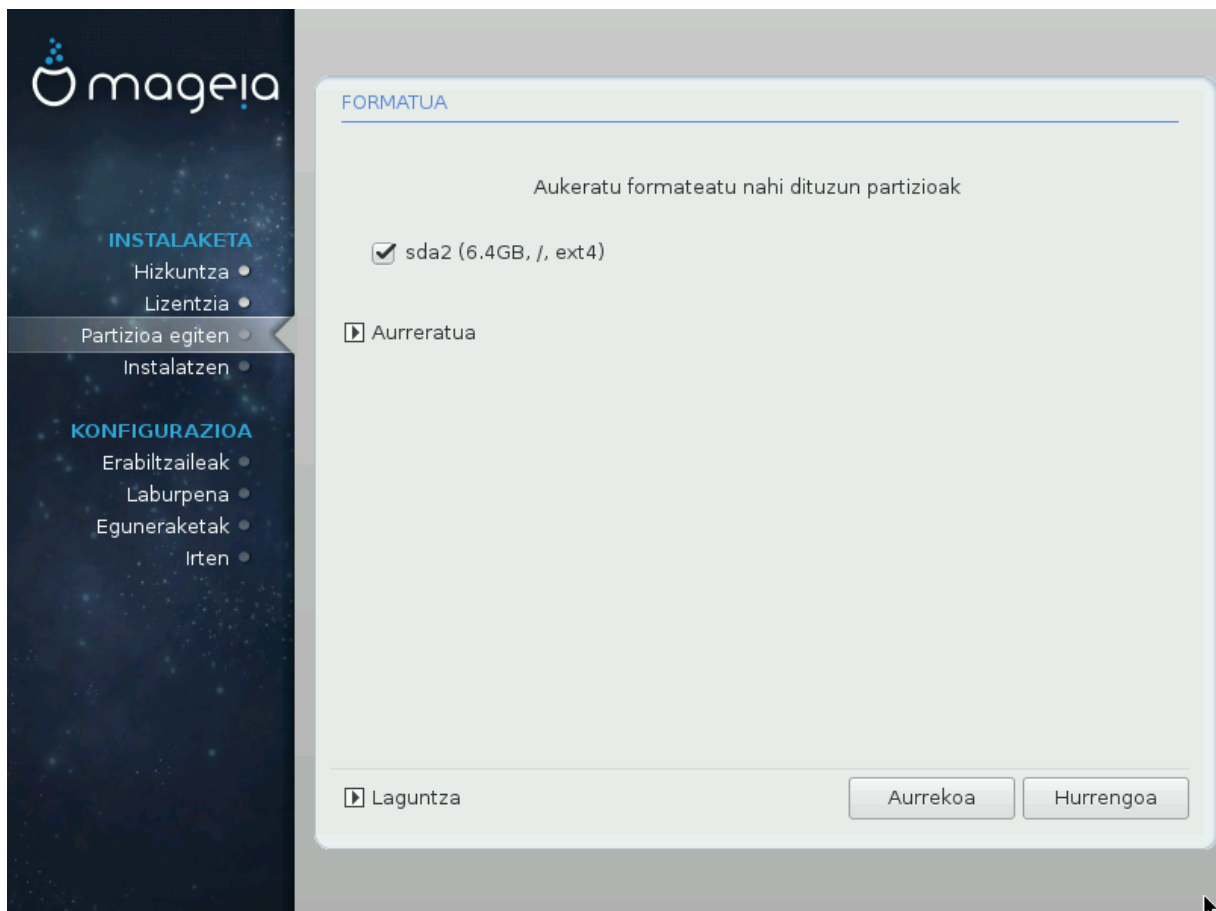 mageia
INSTALAKETA
Hizkuntza
Lizentzia
Partizioa egiten
Instalatzen
KONFIGURAZIOA
Erabiltzaileak
Laburpena
Eguneraketak
Irten
FORMATUA
Aukeratu formateatu nahi dituzun partizioak
sda2 (6.4GB, /, ext4)
Aurreratua
Laguntza
Aurrekoa
Hurrengoa